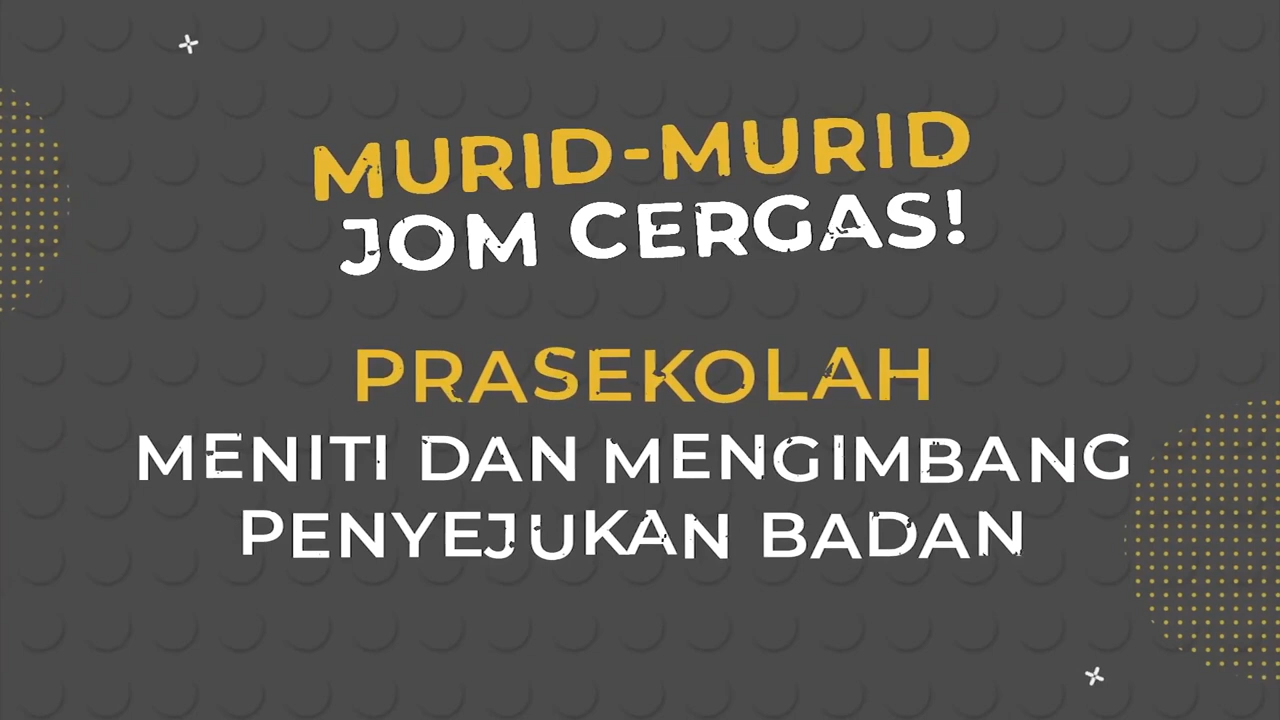 MURID-MURID
JOM CERGAS!
PRASEKOLAH
MENITI DAN MENGIMBANG
PENYEJUKAN BADAN